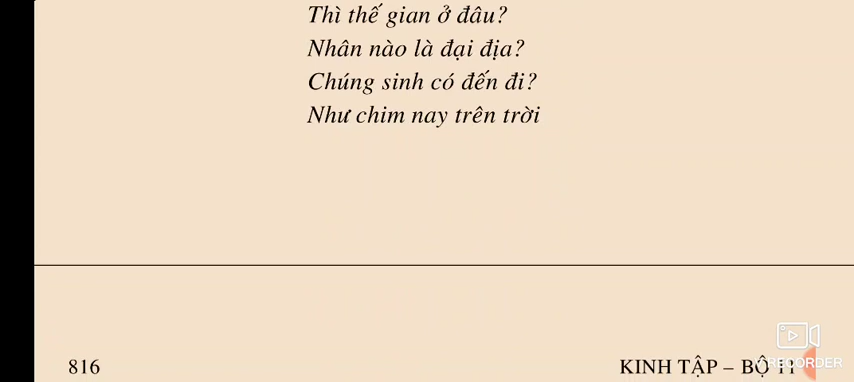 Thì thế gian ở đâu?
Nhân nào là đại địa?
Chúng sinh có đến đi?
Như chim nay trên trời
816
KINH TẬP – BỘ 11
RECORDER